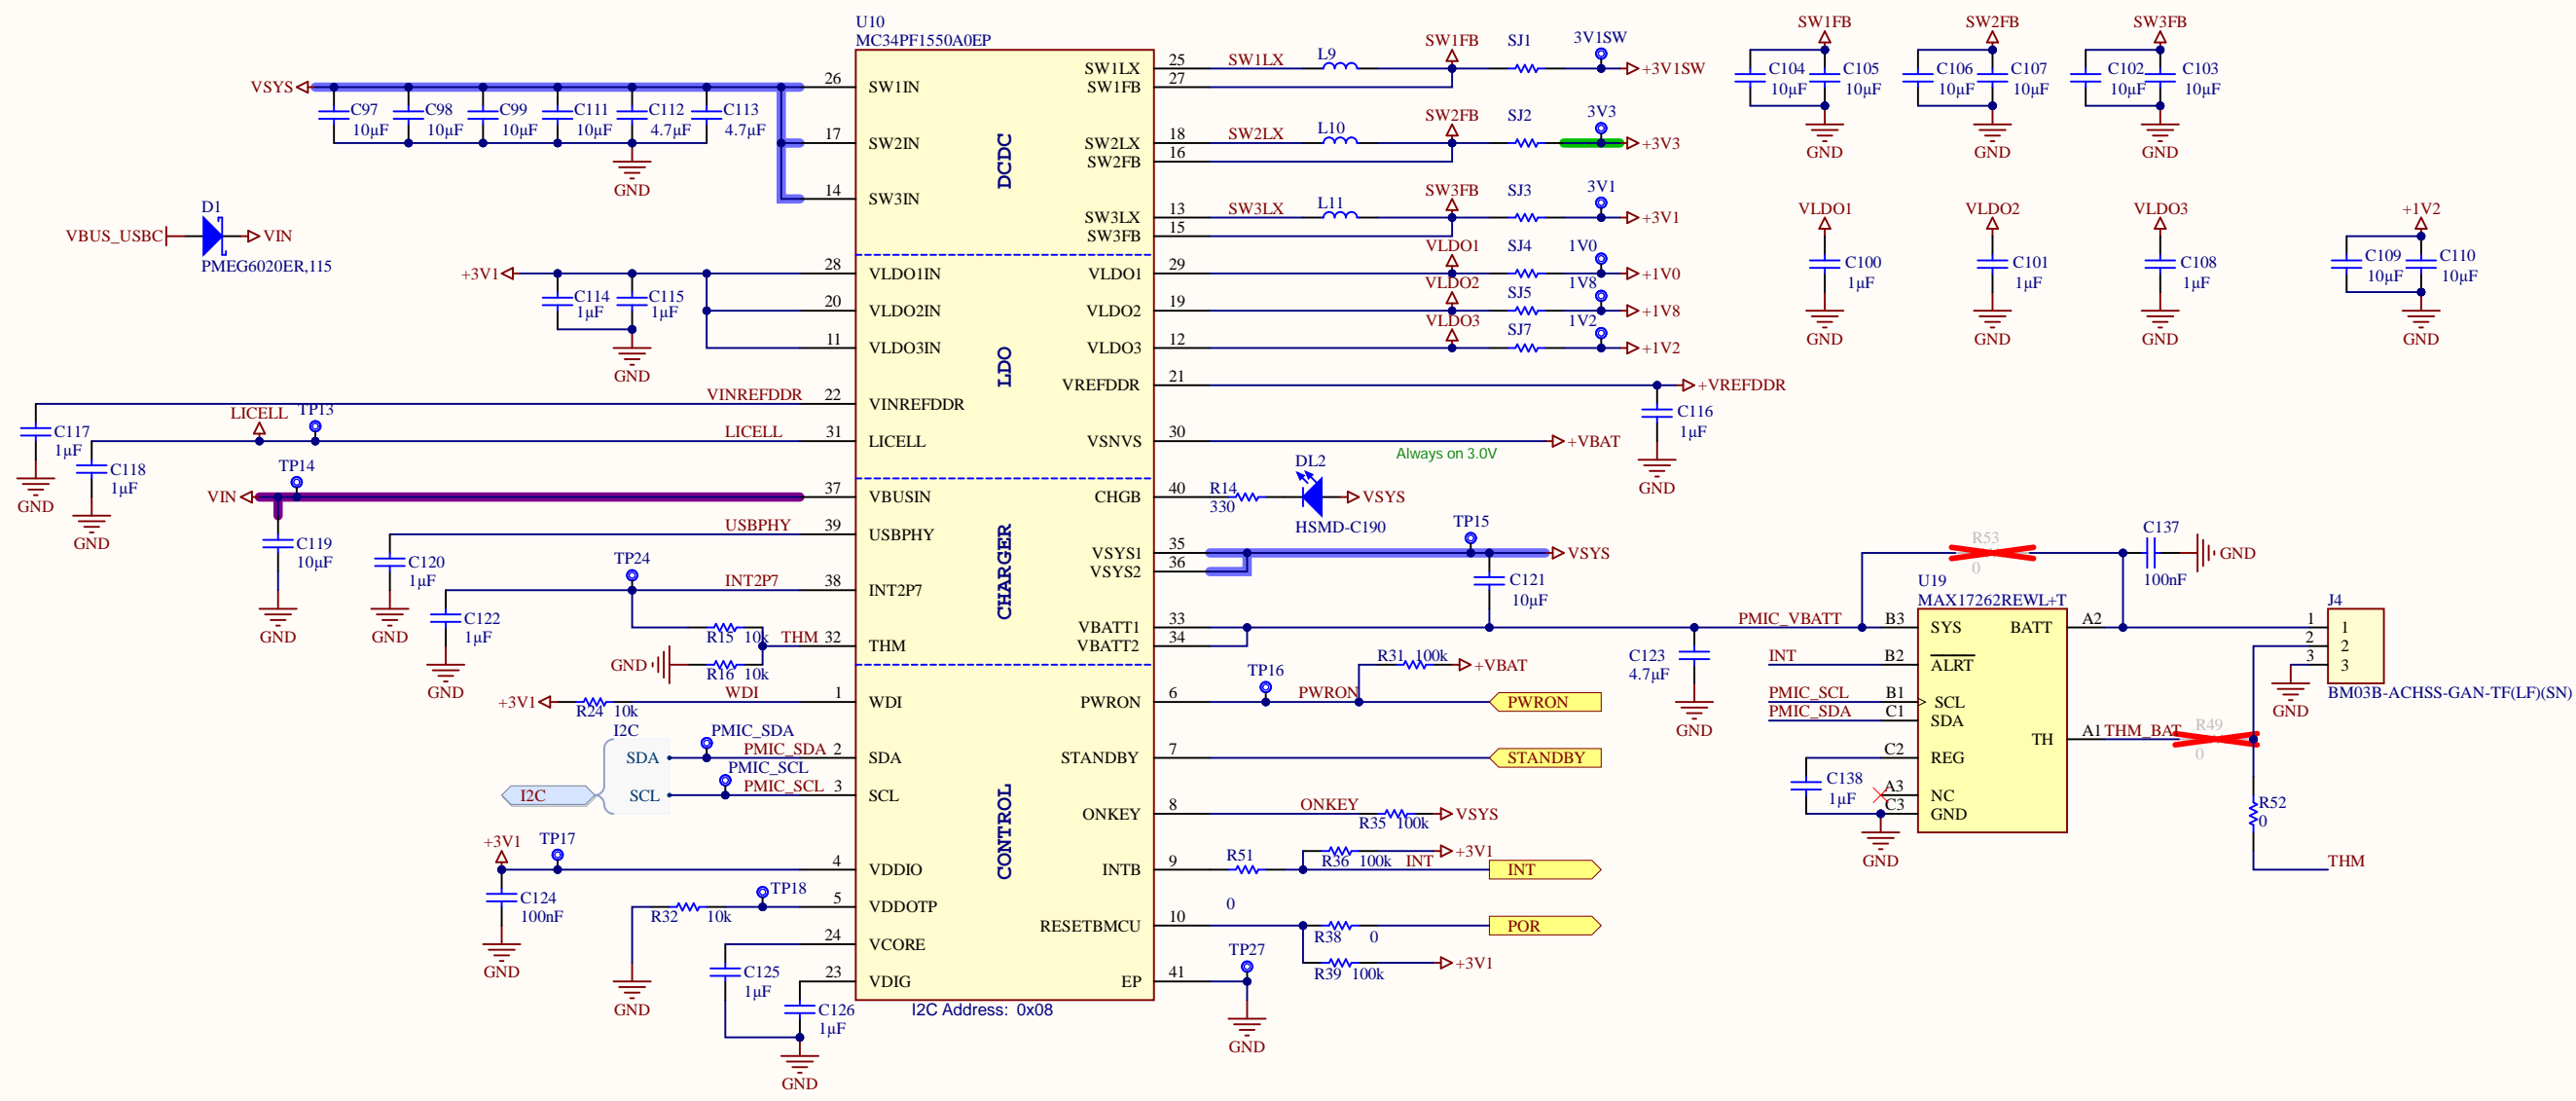 U10
MC34PF1550A0EP
VSYS
C97
10µF
C98
10µF
C99
10µF
C111
10µF
C112
4.7µF
C113
4.7µF
GND
D1
VBUS_USBC
VIN
PMEG6020ER,115
+3V1
C114
1µF
C115
1µF
GND
VINREFDDR
LICELL
TP13
LICELL
C117
1µF
GND
C118
1µF
GND
TP14
VIN
C119
10µF
GND
USBPHY
C120
1µF
GND
TP24
INT2P7
C122
1µF
GND
R15 10k
THM
GND
R16 10k
WDI
+3V1
R24 10k
I2C
PMIC_SDA
SDA
PMIC_SDA
PMIC_SCL
I2C
SCL
PMIC_SCL
+3V1
TP17
C124
100nF
GND
TP18
R32 10k
GND
C125
1µF
C126
1µF
GND
26 SW1IN
17 SW2IN
14 SW3IN
28 VLDO1IN
20 VLDO2IN
11 VLDO3IN
22 VINREFDDR
31 LICELL
37 VBUSIN
39 USBPHY
38 INT2P7
32 THM
1 WDI
2 SDA
3 SCL
4 VDDIO
5 VDDOTP
24 VCORE
23 VDIG
DCDC
LDO
CHARGER
CONTROL
SW1LX 25
SW1FB 27
SW2LX 18
SW2FB 16
SW3LX 13
SW3FB 15
VLDO1 29
VLDO2 19
VLDO3 12
VREFDDR 21
VSNVS 30
CHGB 40
VSYS1 35
VSYS2 36
VBATT1 33
VBATT2 34
PWRON 6
STANDBY 7
ONKEY 8
INTB 9
RESETBMCU 10
EP 41
I2C Address: 0x08
SW1LX
L9
SW1FB
SJ1
3V1SW
+3V1SW
SW2LX
L10
SW2FB
SJ2
3V3
+3V3
SW3LX
L11
SW3FB
SJ3
3V1
+3V1
VLDO1
SJ4
1V0
+1V0
VLDO2
SJ5
1V8
+1V8
VLDO3
SJ7
1V2
+1V2
+VREFDDR
C116
1µF
GND
+VBAT
Always on 3.0V
DL2
R14
330
VSYS
HSMD-C190
TP15
VSYS
C121
10µF
PMIC_VBATT
C123
4.7µF
GND
TP16
R31 100k
+VBAT
PWRON
PWRON
STANDBY
ONKEY
R35 100k
VSYS
R51
0
R36 100k
+3V1
INT
INT
R38 0
POR
R39 100k
+3V1
TP27
GND
SW1FB
C104
10µF
C105
10µF
GND
SW2FB
C106
10µF
C107
10µF
GND
SW3FB
C102
10µF
C103
10µF
GND
VLDO1
C100
1µF
GND
VLDO2
C101
1µF
GND
VLDO3
C108
1µF
GND
+1V2
C109
10µF
C110
10µF
GND
R53
0
C137
100nF
GND
U19
MAX17262REWL+T
B3 SYS
B2 ALRT
B1 SCL
C1 SDA
C2 REG
A3 NC
C3 GND
BATT A2
TH A1
INT
PMIC_SCL
PMIC_SDA
C138
1µF
GND
THM_BAT
R49
0
R52
0
THM
J4
1 1
2 2
3 3
BM03B-ACHSS-GAN-TF(LF)(SN)
GND